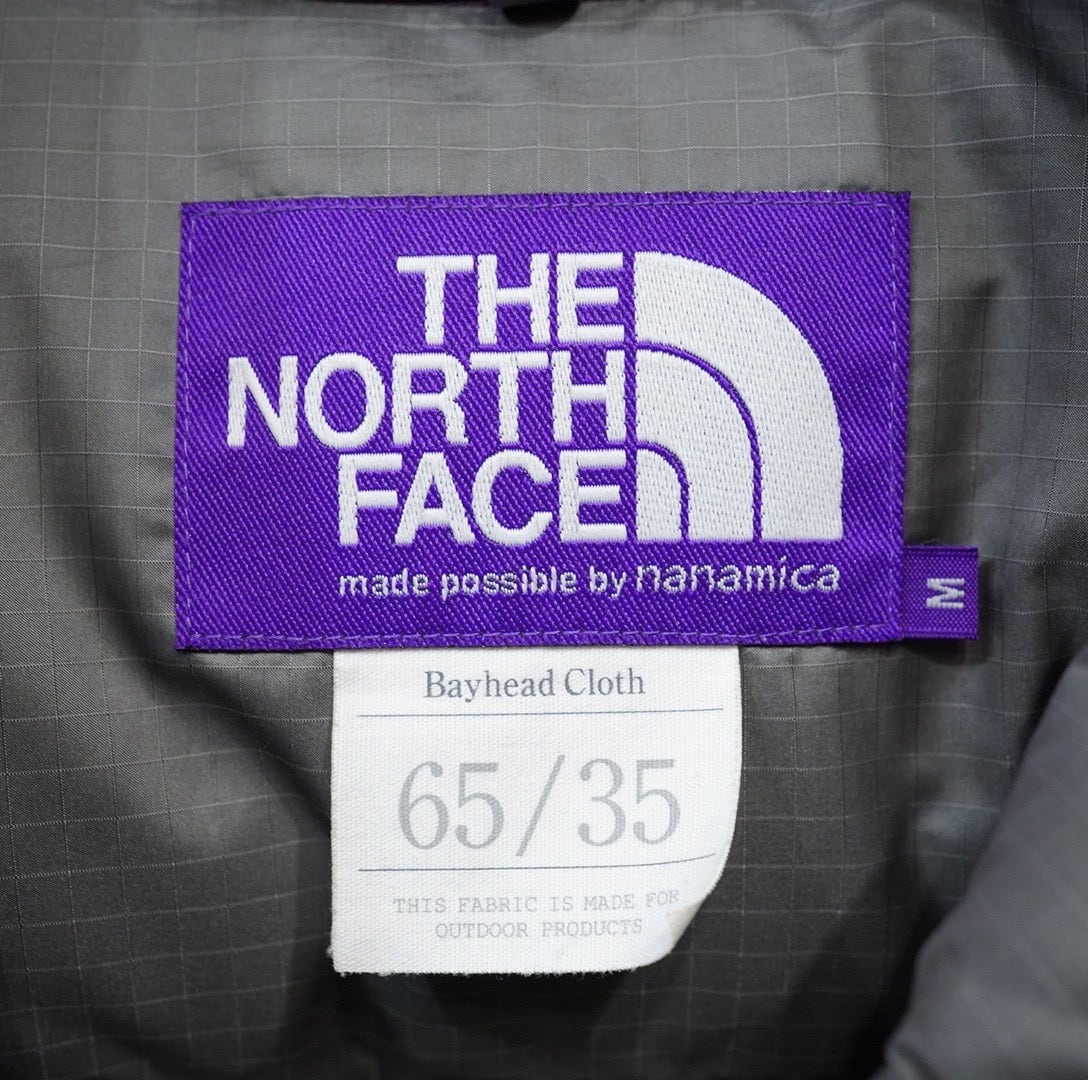 THE
NORTH
FACE
made possible by nanamica
M
Bayhead Cloth
65/35
THIS FABRIC IS MADE FOR
OUTDOOR PRODUCTS